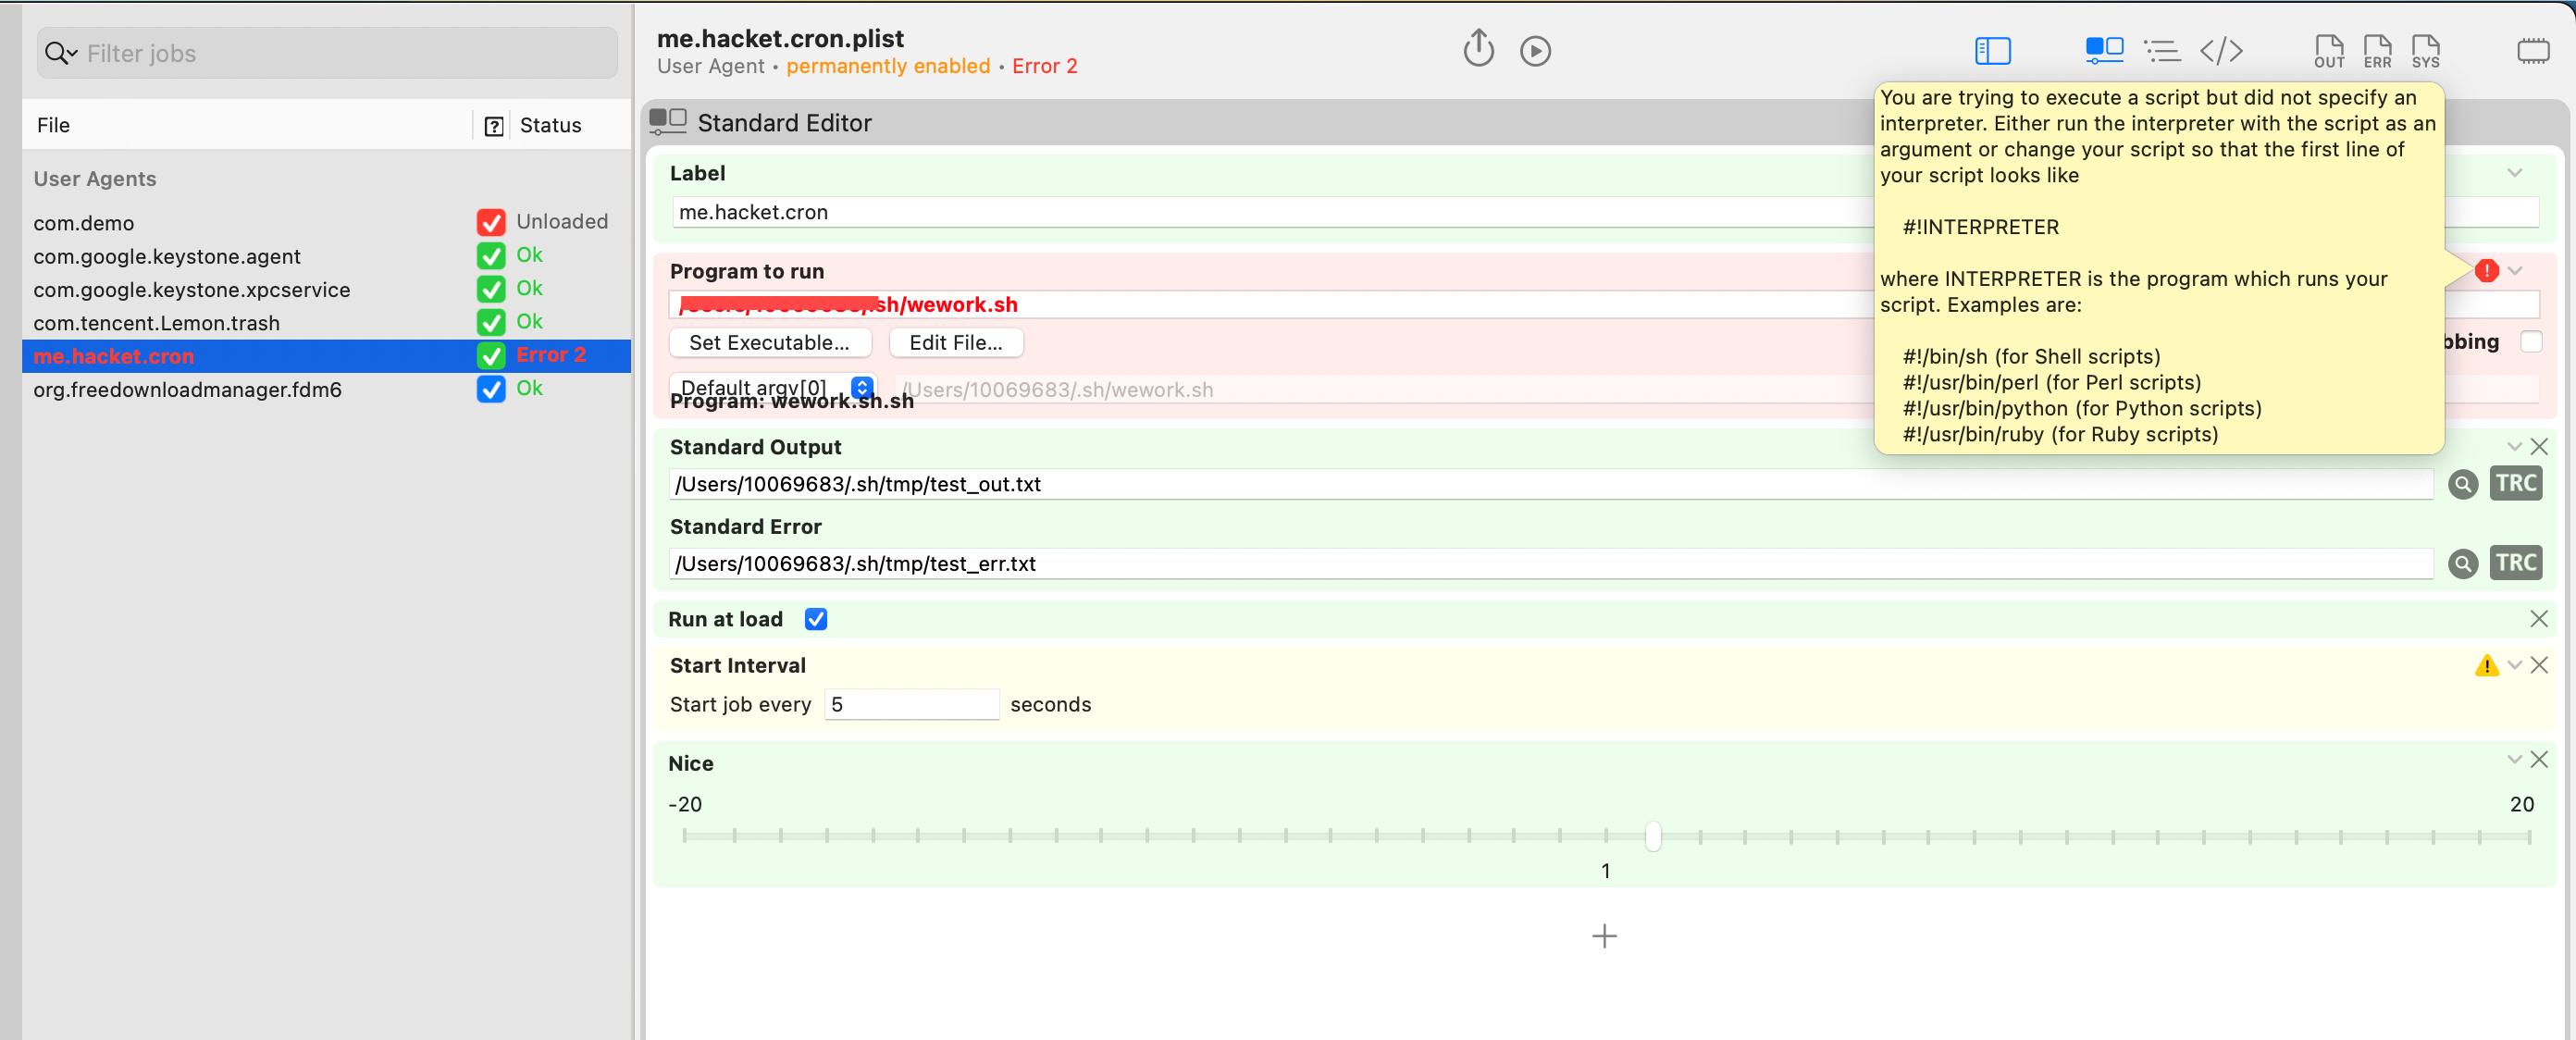 Filter jobs
File ? Status
User Agents
com.demo Unloaded
com.google.keystone.agent Ok
com.google.keystone.xpcservice Ok
com.tencent.Lemon.trash Ok
me.hacket.cron Error 2
org.freedownloadmanager.fdm6 Ok
me.hacket.cron.plist
User Agent • permanently enabled • Error 2
OUT ERR SYS
Standard Editor
You are trying to execute a script but did not specify an
interpreter. Either run the interpreter with the script as an
argument or change your script so that the first line of
your script looks like
#!INTERPRETER
where INTERPRETER is the program which runs your
script. Examples are:
#!/bin/sh (for Shell scripts)
#!/usr/bin/perl (for Perl scripts)
#!/usr/bin/python (for Python scripts)
#!/usr/bin/ruby (for Ruby scripts)
Label
me.hacket.cron
Program to run
sh/wework.sh
Set Executable... Edit File...
bbing
Default argv[0] /Users/10069683/.sh/wework.sh
Program: wework.sh.sh
Standard Output
/Users/10069683/.sh/tmp/test_out.txt
TRC
Standard Error
/Users/10069683/.sh/tmp/test_err.txt
TRC
Run at load
Start Interval
Start job every 5 seconds
Nice
-20 20
1